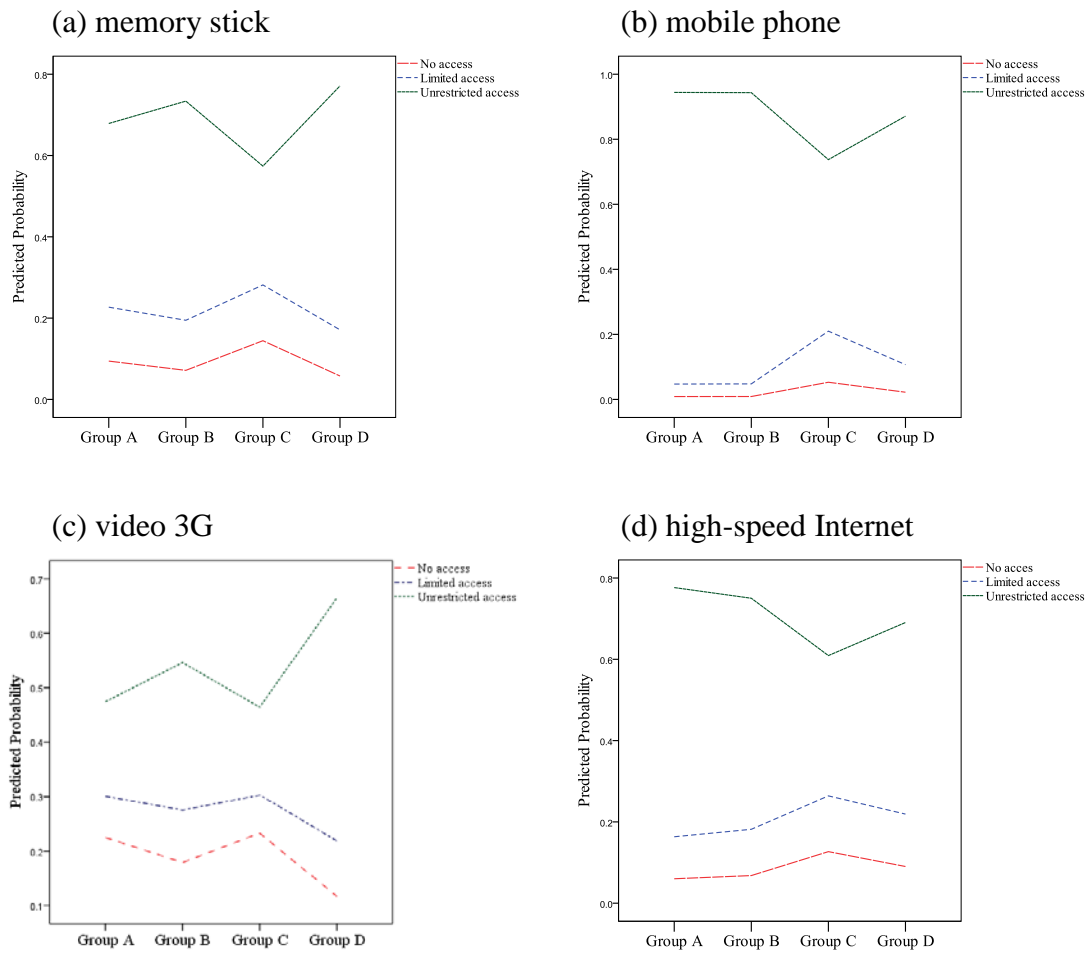 (a) memory stick
No access
Limited access
Unrestricted access
0.8
0.6
0.4
0.2
0.0
Predicted Probability
Group A Group B Group C Group D
(b) mobile phone
No access
Limited access
Unrestricted access
1.0
0.8
0.6
0.4
0.2
0.0
Predicted Probability
Group A Group B Group C Group D
(c) video 3G
No access
Limited access
Unrestricted access
0.7
0.6
0.5
0.4
0.3
0.2
0.1
Predicted Probability
Group A Group B Group C Group D
(d) high-speed Internet
No acces
Limited access
Unrestricted access
0.8
0.6
0.4
0.2
0.0
Predicted Probability
Group A Group B Group C Group D